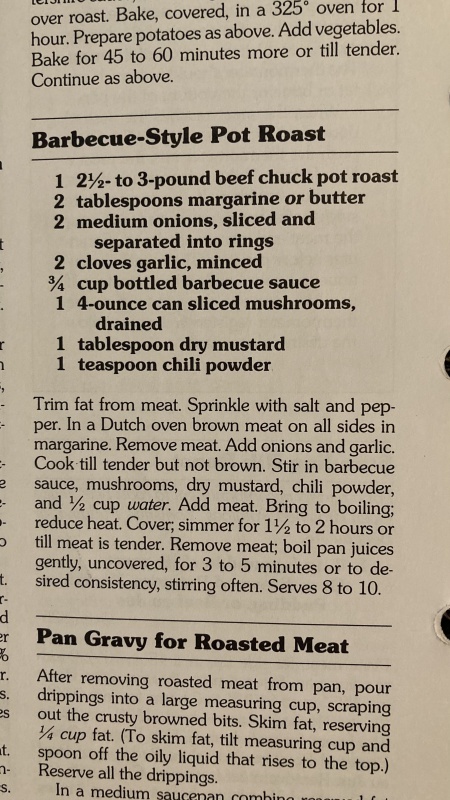 over roast. Bake, covered, in a 325° oven for 1
hour. Prepare potatoes as above. Add vegetables.
Bake for 45 to 60 minutes more or till tender.
Continue as above.
Barbecue-Style Pot Roast
1 2½- to 3-pound beef chuck pot roast
2 tablespoons margarine or butter
2 medium onions, sliced and
separated into rings
2 cloves garlic, minced
¾ cup bottled barbecue sauce
1 4-ounce can sliced mushrooms,
drained
1 tablespoon dry mustard
1 teaspoon chili powder
Trim fat from meat. Sprinkle with salt and pep-
per. In a Dutch oven brown meat on all sides in
margarine. Remove meat. Add onions and garlic.
Cook till tender but not brown. Stir in barbecue
sauce, mushrooms, dry mustard, chili powder,
and ½ cup water. Add meat. Bring to boiling;
reduce heat. Cover; simmer for 1½ to 2 hours or
till meat is tender. Remove meat; boil pan juices
gently, uncovered, for 3 to 5 minutes or to de-
sired consistency, stirring often. Serves 8 to 10.
Pan Gravy for Roasted Meat
After removing roasted meat from pan, pour
drippings into a large measuring cup, scraping
out the crusty browned bits. Skim fat, reserving
¼ cup fat. (To skim fat, tilt measuring cup and
spoon off the oily liquid that rises to the top.)
Reserve all the drippings.
In a medium saucepan combine